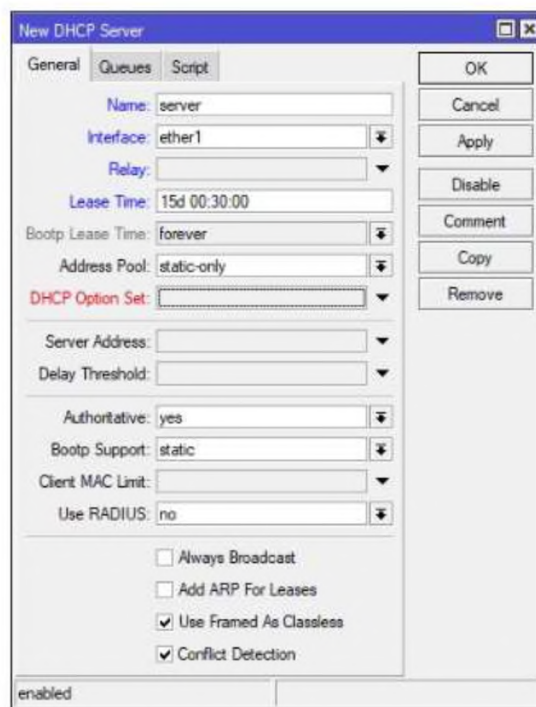 New DHCP Server
General Queues Script
Name: server
Interface: ether1
Relay:
Lease Time: 15d 00:30:00
Bootp Lease Time: forever
Address Pool: static-only
DHCP Option Set:
Server Address:
Delay Threshold:
Authoritative: yes
Bootp Support: static
Client MAC Limit:
Use RADIUS: no
Always Broadcast
Add ARP For Leases
Use Framed As Classless
Conflict Detection
enabled
OK
Cancel
Apply
Disable
Comment
Copy
Remove